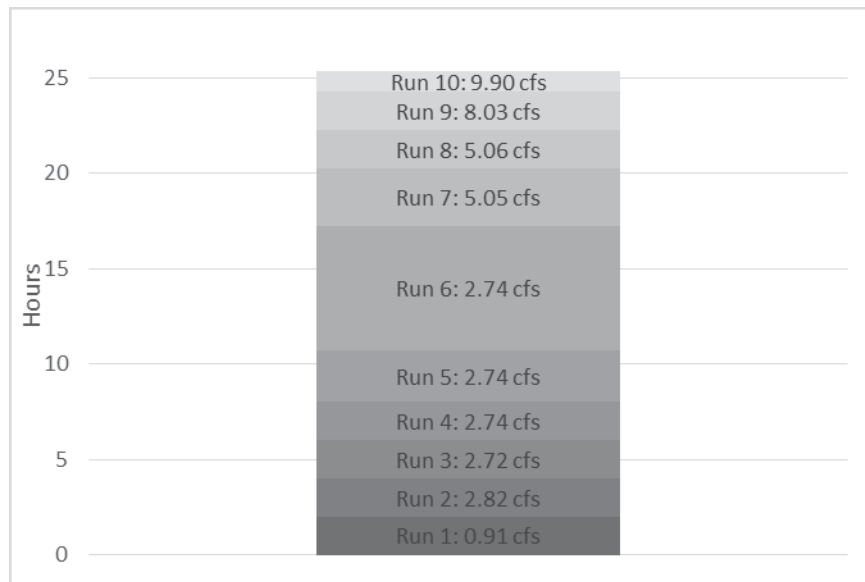 25
20
15
10
5
0
Hours
Run 10: 9.90 cfs
Run 9: 8.03 cfs
Run 8: 5.06 cfs
Run 7: 5.05 cfs
Run 6: 2.74 cfs
Run 5: 2.74 cfs
Run 4: 2.74 cfs
Run 3: 2.72 cfs
Run 2: 2.82 cfs
Run 1: 0.91 cfs